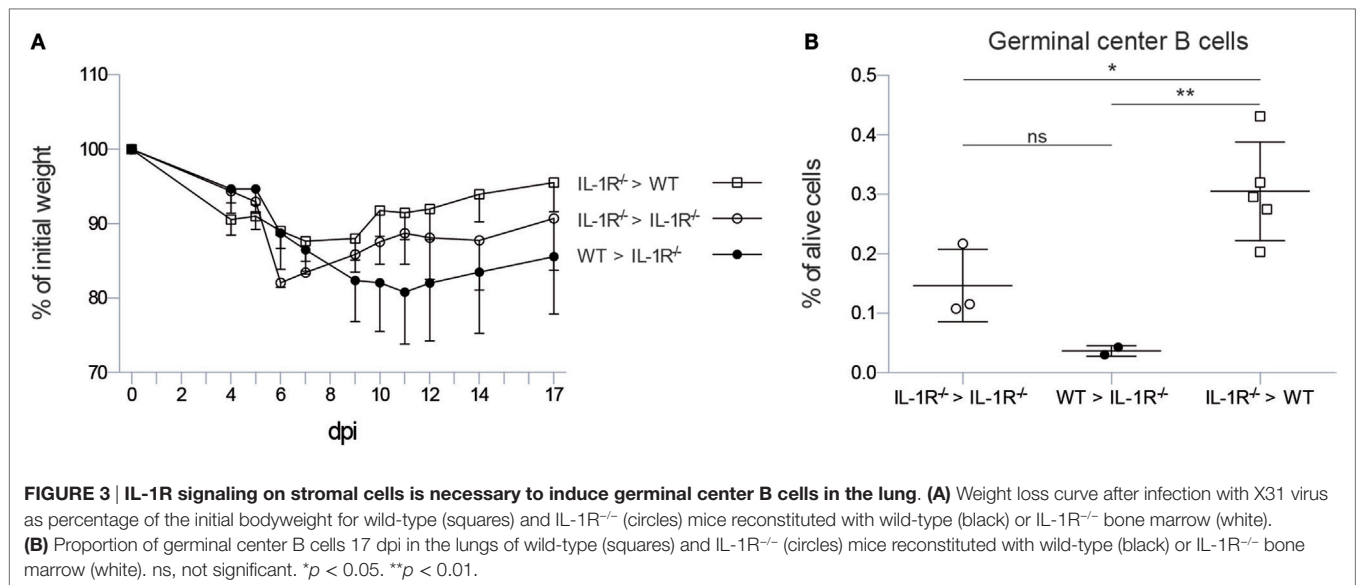 A
110
100
90
80
70
% of initial weight
0 2 4 6 8 10 12 14 17
dpi
IL-1R-/- > WT
IL-1R-/- > IL-1R-/-
WT > IL-1R-/-
B
Germinal center B cells
*
**
ns
0.5
0.4
0.3
0.2
0.1
0.0
% of alive cells
IL-1R-/- > IL-1R-/- WT > IL-1R-/- IL-1R-/- > WT
FIGURE 3 | IL-1R signaling on stromal cells is necessary to induce germinal center B cells in the lung. (A) Weight loss curve after infection with X31 virus
as percentage of the initial bodyweight for wild-type (squares) and IL-1R−/− (circles) mice reconstituted with wild-type (black) or IL-1R−/− bone marrow (white).
(B) Proportion of germinal center B cells 17 dpi in the lungs of wild-type (squares) and IL-1R−/− (circles) mice reconstituted with wild-type (black) or IL-1R−/− bone
marrow (white). ns, not significant. *p < 0.05. **p < 0.01.